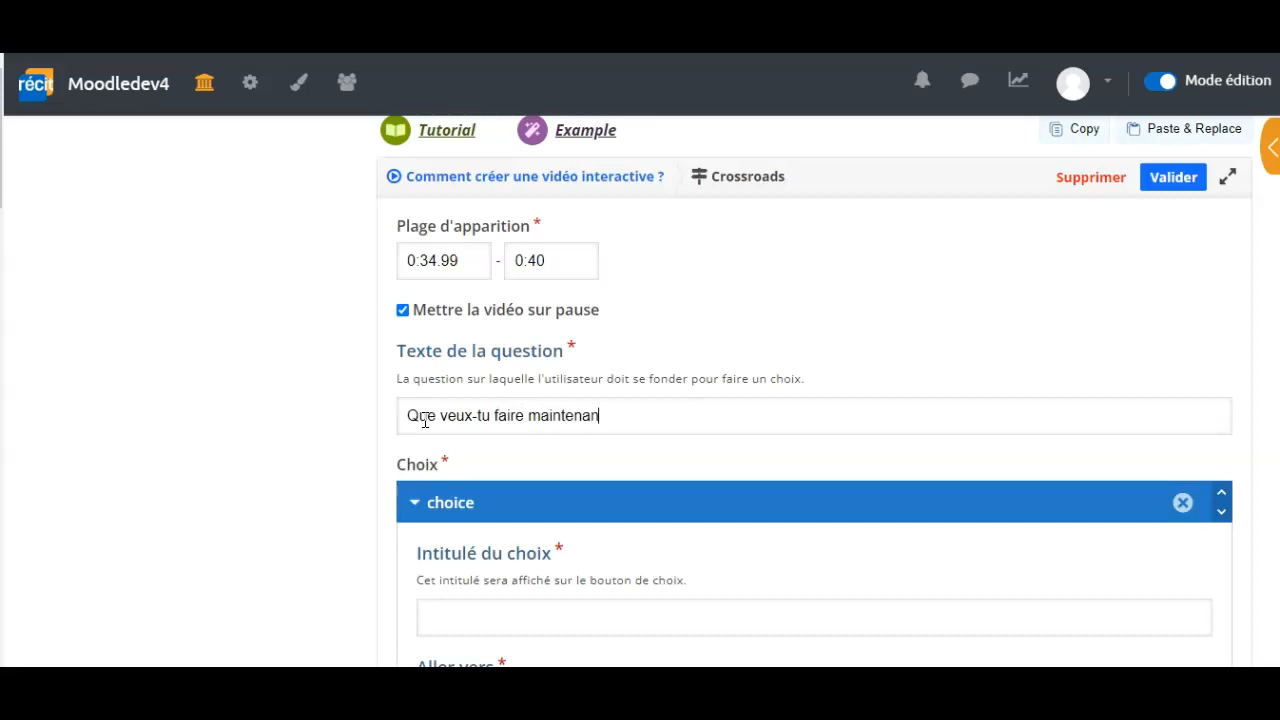 récit Moodledev4 Mode édition
Tutorial Example Copy Paste & Replace
Comment créer une vidéo interactive ? Crossroads Supprimer Valider
Plage d'apparition *
0:34.99 - 0:40
Mettre la vidéo sur pause
Texte de la question *
La question sur laquelle l'utilisateur doit se fonder pour faire un choix.
Que veux-tu faire maintenan
Choix *
choice
Intitulé du choix *
Cet intitulé sera affiché sur le bouton de choix.
Aller vers *